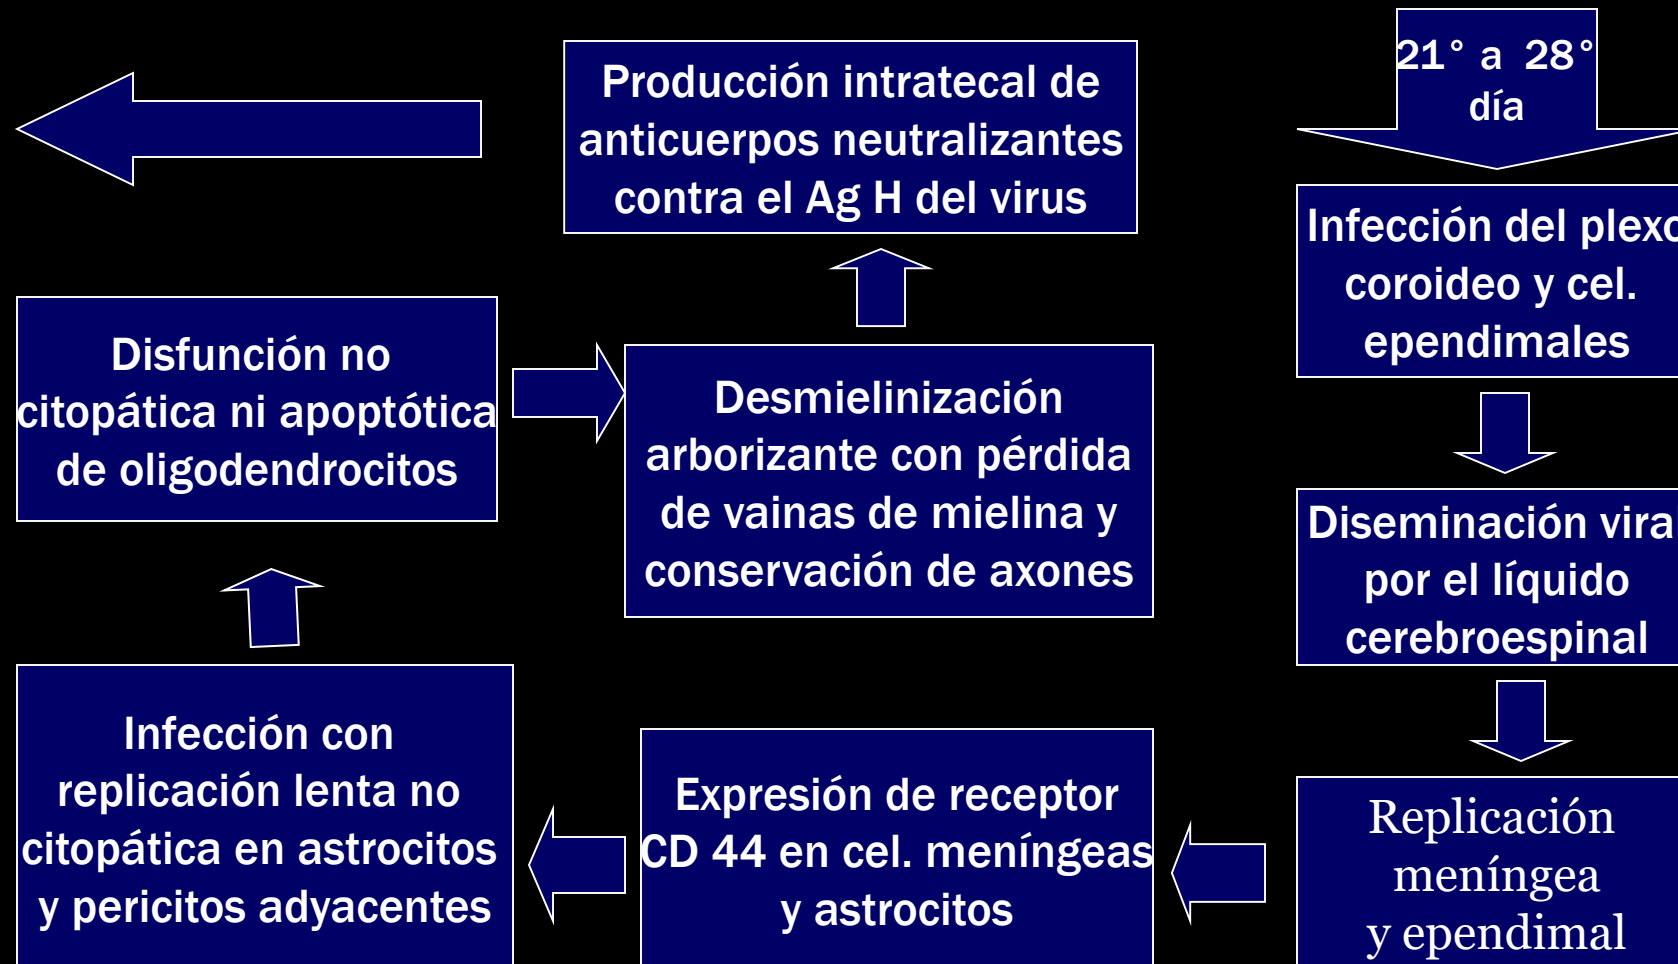 21° a 28°
día
Infección del plexo
coroideo y cel.
ependimales
Diseminación vira
por el líquido
cerebroespinal
Replicación
meníngea
y ependimal
Expresión de receptor
CD 44 en cel. meníngeas
y astrocitos
Infección con
replicación lenta no
citopática en astrocitos
y pericitos adyacentes
Disfunción no
citopática ni apoptótica
de oligodendrocitos
Desmielinización
arborizante con pérdida
de vainas de mielina y
conservación de axones
Producción intratecal de
anticuerpos neutralizantes
contra el Ag H del virus